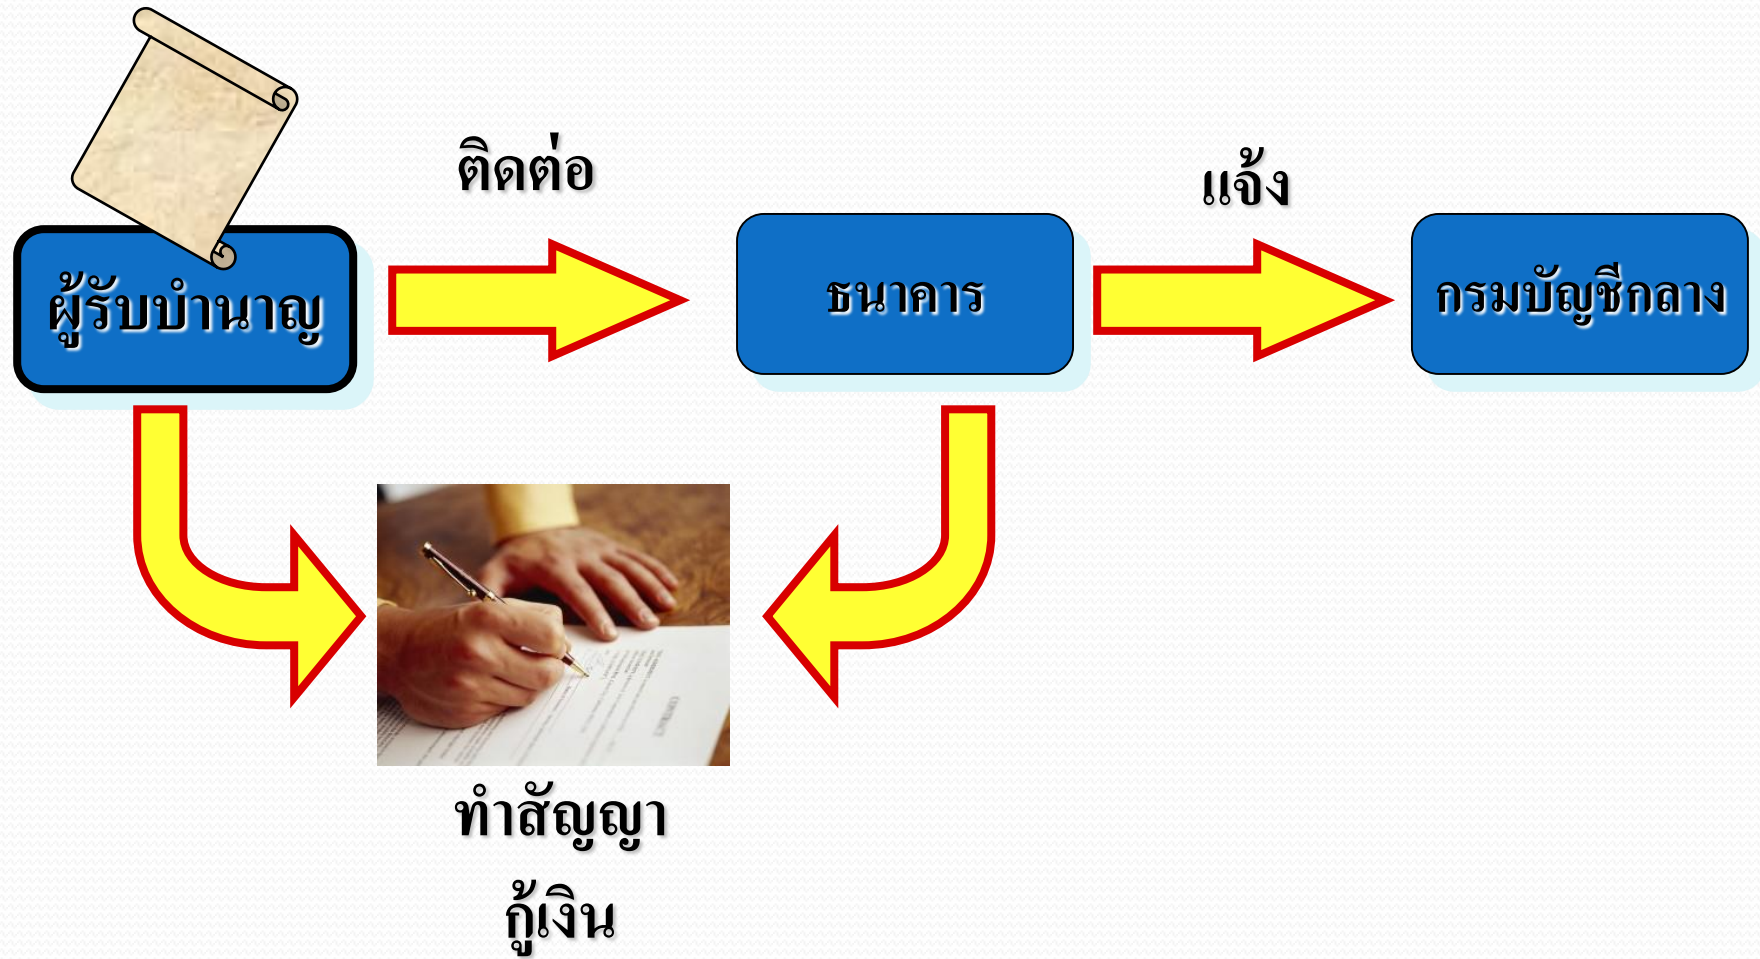 ติดต่อ
แจ้ง
ผู้รับบำนาญ
ธนาคาร
กรมบัญชีกลาง
ทำสัญญา
กู้เงิน